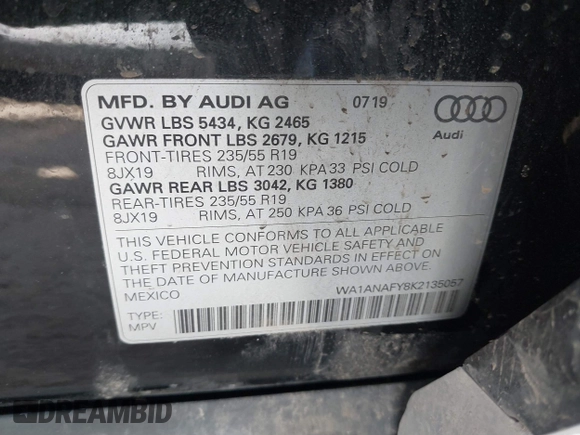 MFD. BY AUDI AG 07 19
GVWR LBS 5434, KG 2465
GAWR FRONT LBS 2679, KG 1215
FRONT-TIRES 235/55 R19
8JX19 RIMS, AT 230 KPA 33 PSI COLD
GAWR REAR LBS 3042, KG 1380
REAR-TIRES 235/55 R19
8JX19 RIMS, AT 250 KPA 36 PSI COLD
Audi
THIS VEHICLE CONFORMS TO ALL APPLICABLE
U.S. FEDERAL MOTOR VEHICLE SAFETY AND
THEFT PREVENTION STANDARDS IN EFFECT ON
THE DATE OF MANUFACTURE SHOWN ABOVE
MEXICO
WA1ANAFY8K2135057
TYPE:
MPV
DREAMBID